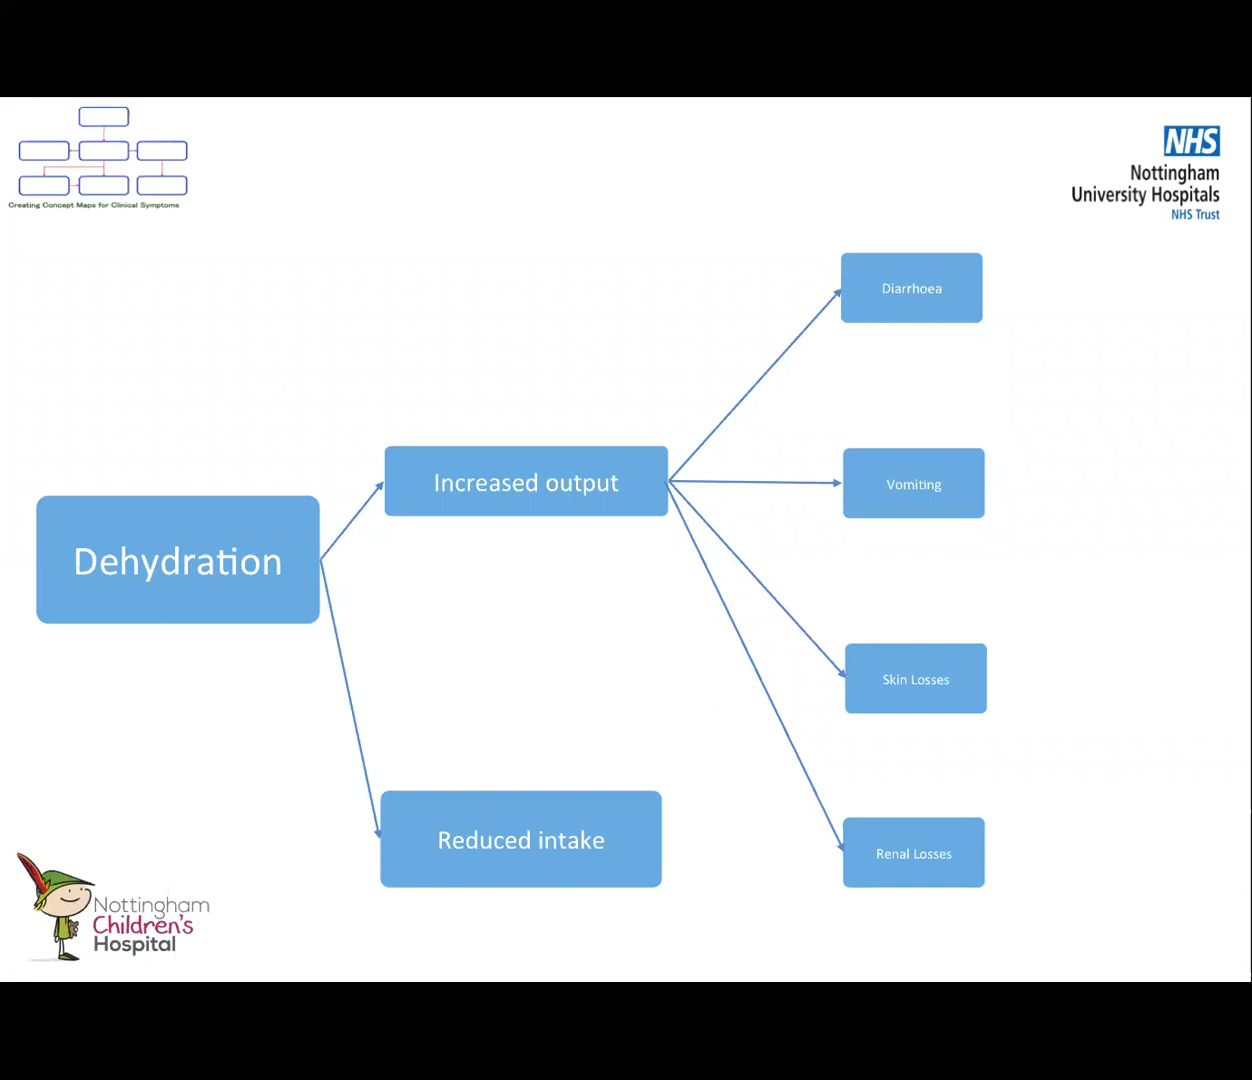 Creating Concept Maps for Clinical Symptoms
NHS
Nottingham
University Hospitals
NHS Trust
Diarrhoea
Increased output
Vomiting
Dehydration
Skin Losses
Reduced intake
Renal Losses
Nottingham
Children's
Hospital